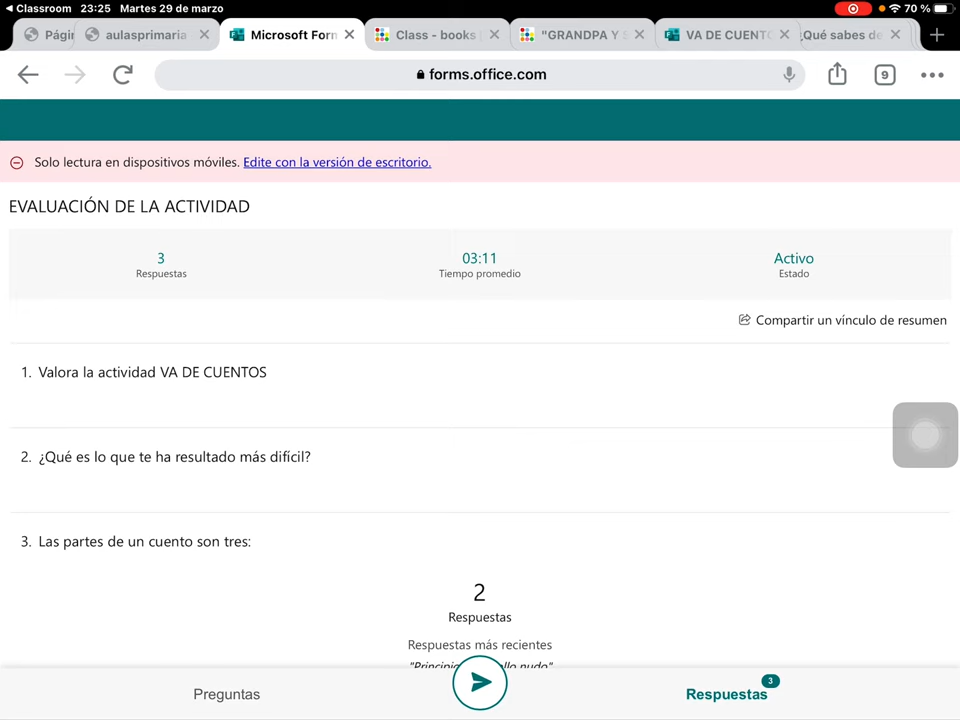 Classroom 23:25 Martes 29 de marzo 70 %
Págin aulasprimaria Microsoft Form Class - books "GRANDPA Y S VA DE CUENTO ¿Qué sabes de
forms.office.com 9
Solo lectura en dispositivos móviles. Edite con la versión de escritorio.
EVALUACIÓN DE LA ACTIVIDAD
3 03:11 Activo
Respuestas Tiempo promedio Estado
Compartir un vínculo de resumen
1. Valora la actividad VA DE CUENTOS
2. ¿Qué es lo que te ha resultado más difícil?
3. Las partes de un cuento son tres:
2
Respuestas
Respuestas más recientes
nudo"
Preguntas Respuestas 3